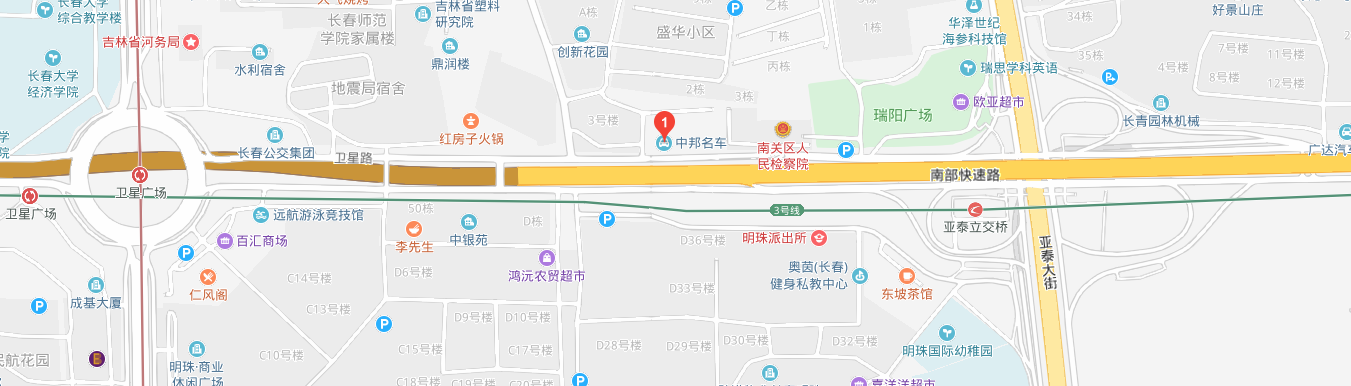 长春大学
综合教学楼
长春师范
学院家属楼
吉林省塑料
研究院
A栋
盛华小区
乙栋
丁栋
丙栋
华泽世纪
海参科技馆
34栋
好景山庄
吉林省河务局
水利宿舍
鼎润楼
创新花园
7号楼
11号楼
35栋
4号楼
8号楼
12号楼
长春大学
经济学院
地震局宿舍
2栋
3栋
瑞思学科英语
欧亚超市
瑞阳广场
长青园林机械
3号楼
1
红房子火锅
中邦名车
南关区人
民检察院
长春公交集团
卫星路
南部快速路
卫星广场
卫星广场
远航游泳竞技馆
50栋
D栋
3号线
亚泰立交桥
百汇商场
李先生
中银苑
D36号楼
明珠派出所
亚泰大街
鸿沅农贸超市
奥茵(长春)
健身私教中心
C14号楼
D6号楼
仁风阁
成基大厦
D33号楼
东坡茶馆
C13号楼
D9号楼
D10号楼
民航花园
C10号楼
C15号楼
C17号楼
D28号楼
D29号楼
D30号楼
D32号楼
明珠国际幼稚园
明珠·商业
休闲广场
C18号楼
C19号楼
C20号楼
喜洋洋超市